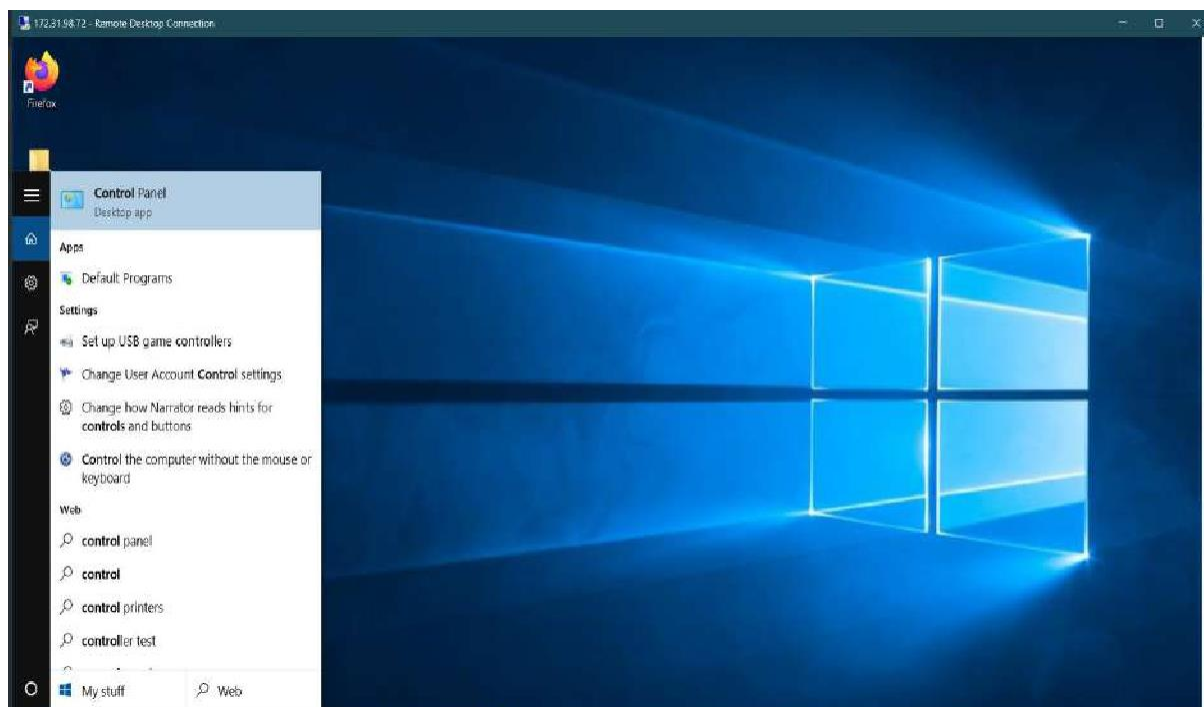 172.31.98.72 - Remote Desktop Connection
Firefox
Control Panel
Desktop app
Apps
Default Programs
Settings
Set up USB game controllers
Change User Account Control settings
Change how Narrator reads hints for
controls and buttons
Control the computer without the mouse or
keyboard
Web
control panel
control
control printers
controller test
My stuff
Web